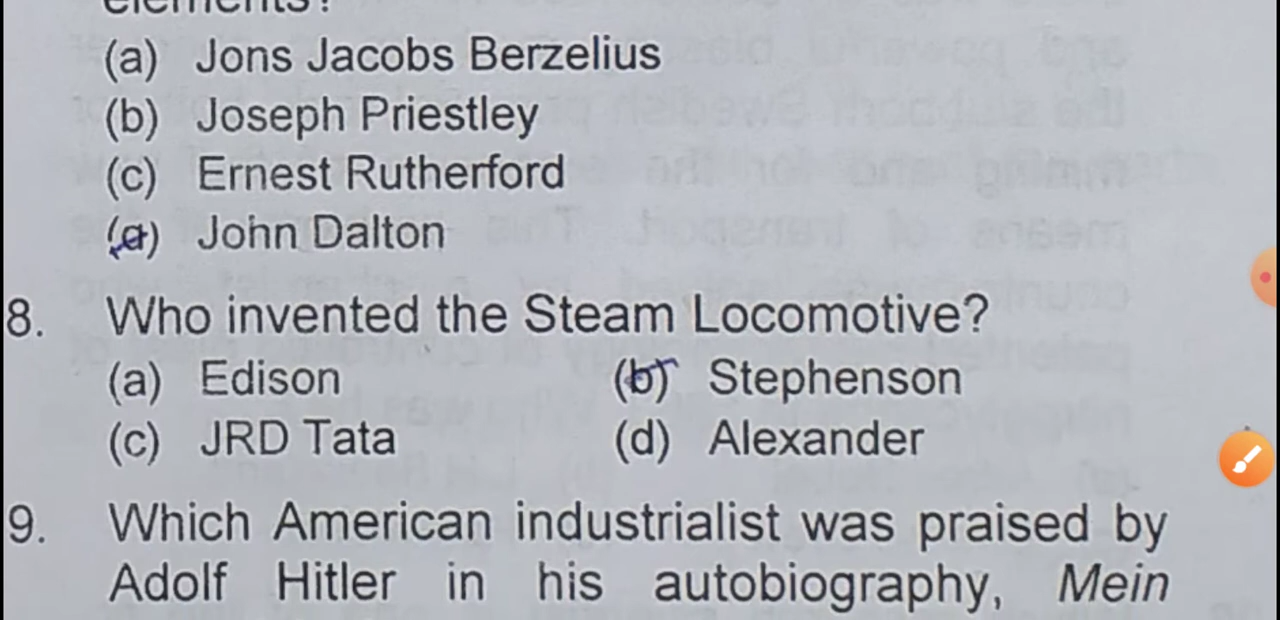 elements?
(a) Jons Jacobs Berzelius
(b) Joseph Priestley
(c) Ernest Rutherford
(d) John Dalton
8. Who invented the Steam Locomotive?
(a) Edison (b) Stephenson
(c) JRD Tata (d) Alexander
9. Which American industrialist was praised by
Adolf Hitler in his autobiography, Mein